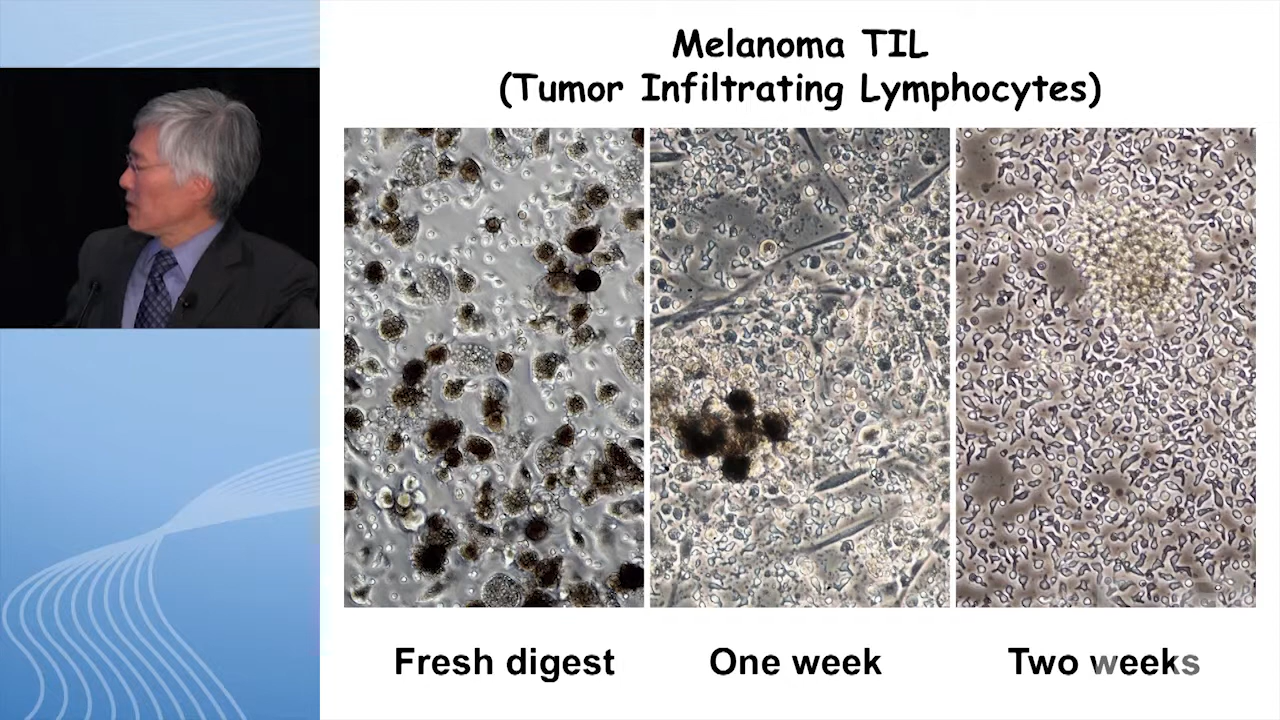 Melanoma TIL
(Tumor Infiltrating Lymphocytes)
Fresh digest
One week
Two weeks